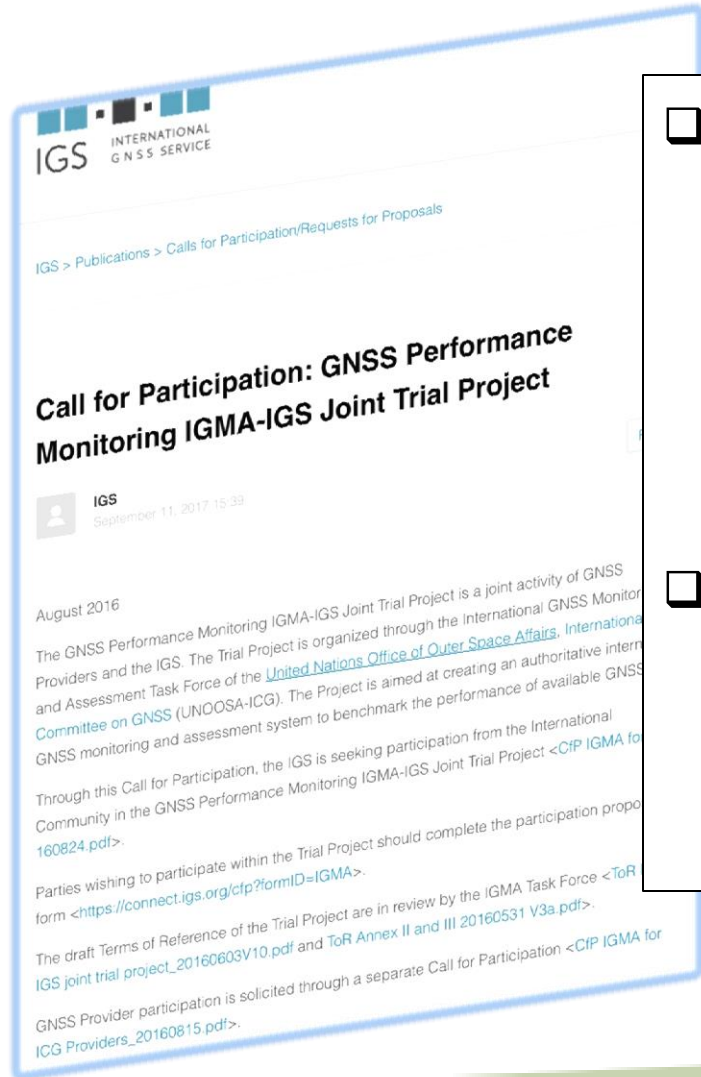 IGS INTERNATIONAL
GNSS SERVICE
IGS > Publications > Calls for Participation/Requests for Proposals
Call for Participation: GNSS Performance
Monitoring IGMA-IGS Joint Trial Project
IGS
September 11, 2017 15:39
August 2016
The GNSS Performance Monitoring IGMA-IGS Joint Trial Project is a joint activity of GNSS
Providers and the IGS. The Trial Project is organized through the International GNSS Monitor
and Assessment Task Force of the United Nations Office of Outer Space Affairs, Internationa
Committee on GNSS (UNOOSA-ICG). The Project is aimed at creating an authoritative intern
GNSS monitoring and assessment system to benchmark the performance of available GNSS
Through this Call for Participation, the IGS is seeking participation from the International
Community in the GNSS Performance Monitoring IGMA-IGS Joint Trial Project <CfP IGMA fo
160824.pdf>.
Parties wishing to participate within the Trial Project should complete the participation propo
form <https://connect.igs.org/cfp?formID=IGMA>.
The draft Terms of Reference of the Trial Project are in review by the IGMA Task Force <ToR
IGS joint trial project_20160603V10.pdf and ToR Annex II and III 20160531 V3a.pdf>.
GNSS Provider participation is solicited through a separate Call for Participation <CfP IGMA for
ICG Providers_20160815.pdf>.